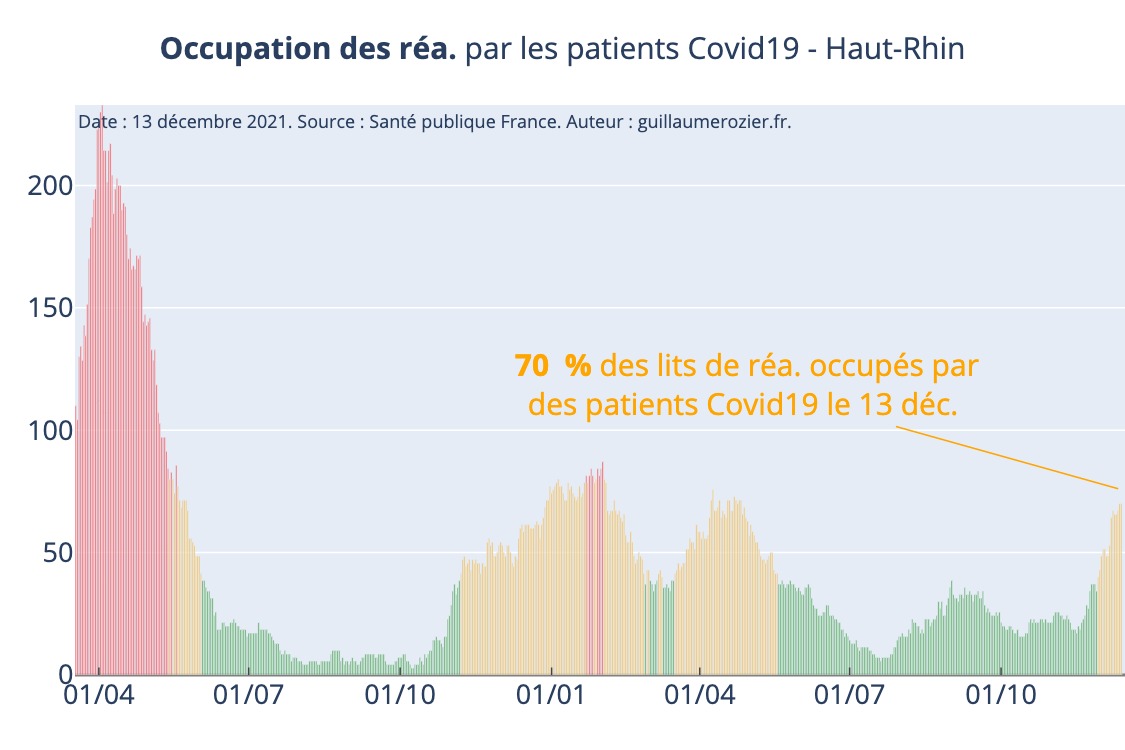 Occupation des réa. par les patients Covid19 - Haut-Rhin
Date : 13 décembre 2021. Source : Santé publique France. Auteur : guillaumerozier.fr.
200
150
70 % des lits de réa. occupés par
des patients Covid19 le 13 déc.
100
50
0
01/04 01/07 01/10 01/01 01/04 01/07 01/10